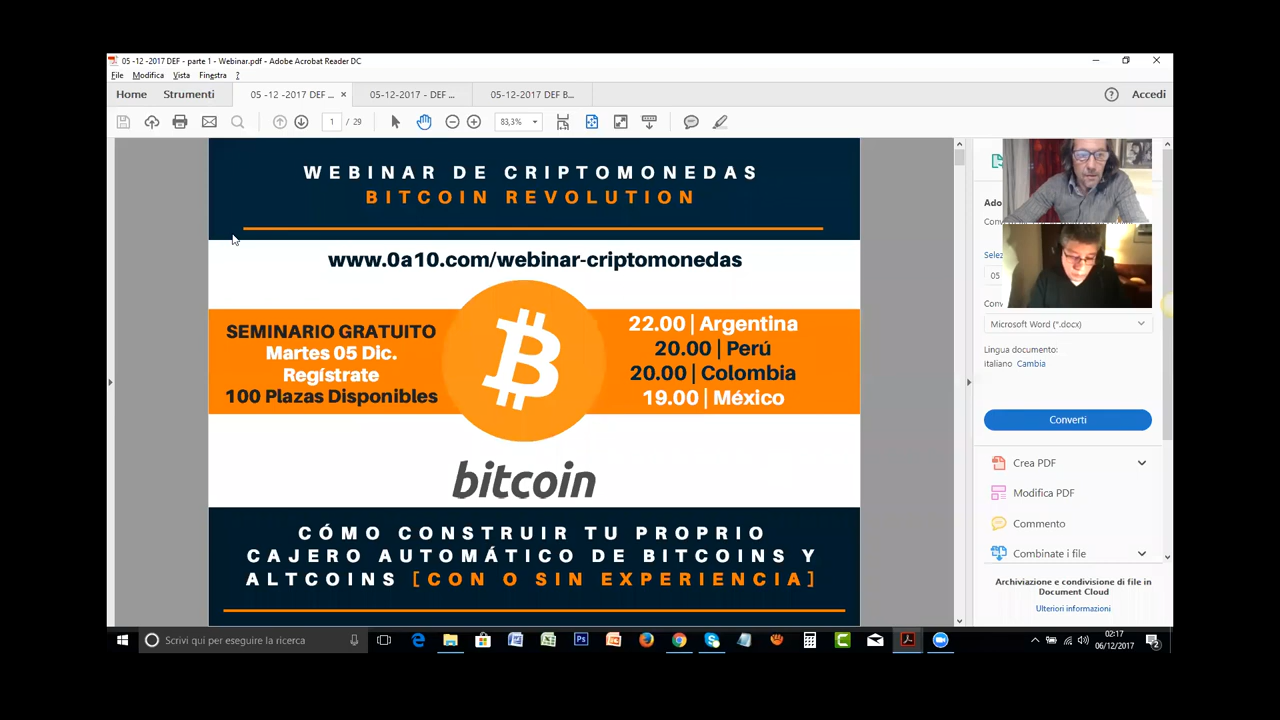 05 -12 -2017 DEF - parte 1 - Webinar.pdf - Adobe Acrobat Reader DC
File Modifica Vista Finestra ?
Home Strumenti 05 -12 -2017 DEF ... × 05-12-2017 - DEF ... 05-12-2017 DEF B... Accedi
1 / 29 83,3%
WEBINAR DE CRIPTOMONEDAS
BITCOIN REVOLUTION
www.0a10.com/webinar-criptomonedas
SEMINARIO GRATUITO
Martes 05 Dic.
Regístrate
100 Plazas Disponibles
22.00 | Argentina
20.00 | Perú
20.00 | Colombia
19.00 | México
bitcoin
CÓMO CONSTRUIR TU PROPRIO
CAJERO AUTOMÁTICO DE BITCOINS Y
ALTCOINS [CON O SIN EXPERIENCIA]
Ado
Selez
05
Conv
Microsoft Word (*.docx)
Lingua documento:
italiano Cambia
Converti
Crea PDF
Modifica PDF
Commento
Combinate i file
Archiviazione e condivisione di file in
Document Cloud
Ulteriori informazioni
Scrivi qui per eseguire la ricerca
02:17
06/12/2017